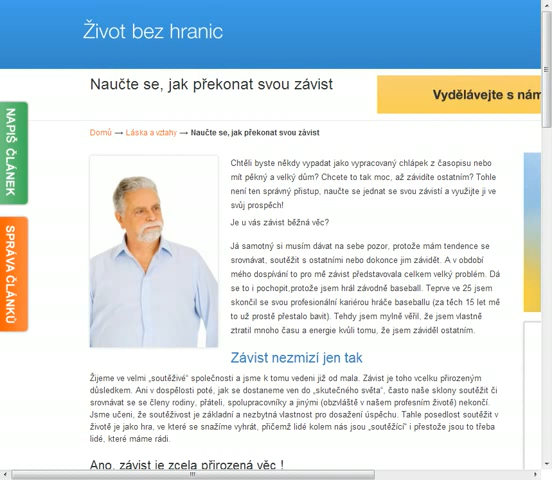 Život bez hranic
Naučte se, jak překonat svou závist
Vydělávejte s nám
Domů → Láska a vztahy → Naučte se, jak překonat svou závist
NAPIŠ ČLÁNEK
SPRÁVA ČLÁNKŮ
Chtěli byste někdy vypadat jako vypracovaný chlápek z časopisu nebo
mít pěkný a velký dům? Chcete to tak moc, až závidíte ostatním? Tohle
není ten správný přístup, naučte se jednat se svou závistí a využijte ji ve
svůj prospěch!
Je u vás závist běžná věc?
Já samotný si musím dávat na sebe pozor, protože mám tendence se
srovnávat, soutěžit s ostatními nebo dokonce jim závidět. A v období
mého dospívání to pro mě závist představovala celkem velký problém. Dá
se to i pochopit,protože jsem hrál závodně baseball. Teprve ve 25 jsem
skončil se svou profesionální kariérou hráče baseballu (za těch 15 let mě
to už prostě přestalo bavit). Tehdy jsem mylně věřil, že jsem vlastně
ztratil mnoho času a energie kvůli tomu, že jsem záviděl ostatním.
Závist nezmizí jen tak
Žijeme ve velmi „soutěživé“ společnosti a jsme k tomu vedeni již od mala. Závist je toho vcelku přirozeným
důsledkem. Ani v dospělosti poté, jak se dostaneme ven do „skutečného světa“, často naše sklony soutěžit či
srovnávat se se členy rodiny, přáteli, spolupracovníky a jinými (obzvláště v našem profesním životě) nekončí.
Jsme učeni, že soutěživost je základní a nezbytná vlastnost pro dosažení úspěchu. Tahle posedlost soutěžit v
životě je jako hra, ve které se snažíme vyhrát, přičemž lidé kolem nás jsou „soutěžící“ i přestože jsou to třeba
lidé, které máme rádi.
Ano, závist je zcela přirozená věc !